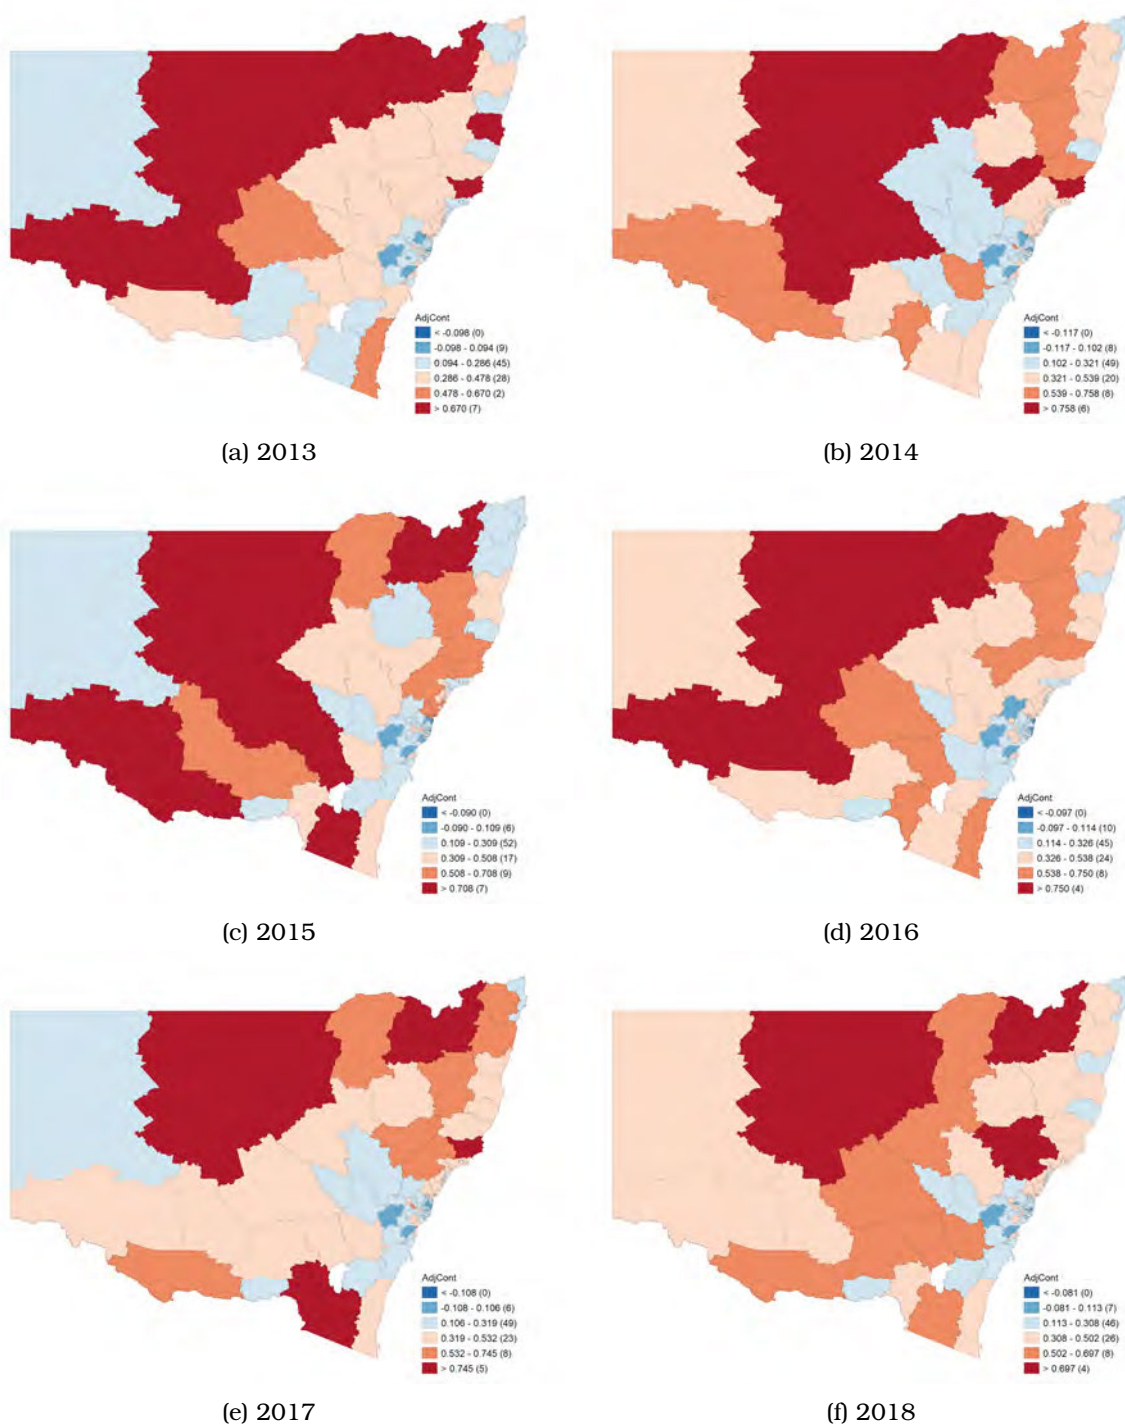 AdjCont
< -0.098 (0)
-0.098 - 0.094 (9)
0.094 - 0.286 (45)
0.286 - 0.478 (28)
0.478 - 0.670 (2)
> 0.670 (7)
(a) 2013
AdjCont
< -0.117 (0)
-0.117 - 0.102 (8)
0.102 - 0.321 (49)
0.321 - 0.539 (20)
0.539 - 0.758 (8)
> 0.758 (6)
(b) 2014
AdjCont
< -0.090 (0)
-0.090 - 0.109 (6)
0.109 - 0.309 (52)
0.309 - 0.508 (17)
0.508 - 0.708 (9)
> 0.708 (7)
(c) 2015
AdjCont
< -0.097 (0)
-0.097 - 0.114 (10)
0.114 - 0.326 (45)
0.326 - 0.538 (24)
0.538 - 0.750 (8)
> 0.750 (4)
(d) 2016
AdjCont
< -0.108 (0)
-0.108 - 0.106 (6)
0.106 - 0.319 (49)
0.319 - 0.532 (23)
0.532 - 0.745 (8)
> 0.745 (5)
(e) 2017
AdjCont
< -0.081 (0)
-0.081 - 0.113 (7)
0.113 - 0.308 (46)
0.308 - 0.502 (26)
0.502 - 0.697 (8)
> 0.697 (4)
(f) 2018